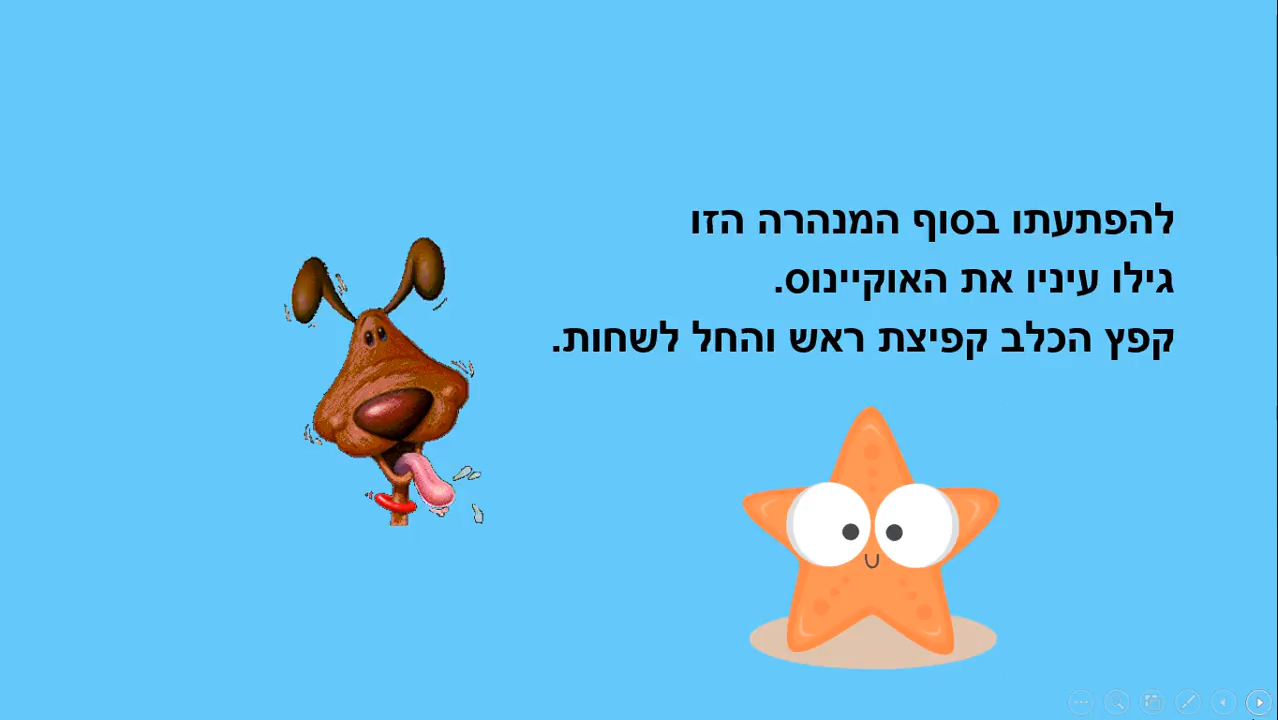 להפתעתו בסוף המנהרה הזו
גילו עיניו את האוקיינוס.
קפץ הכלב קפיצת ראש והחל לשחות.